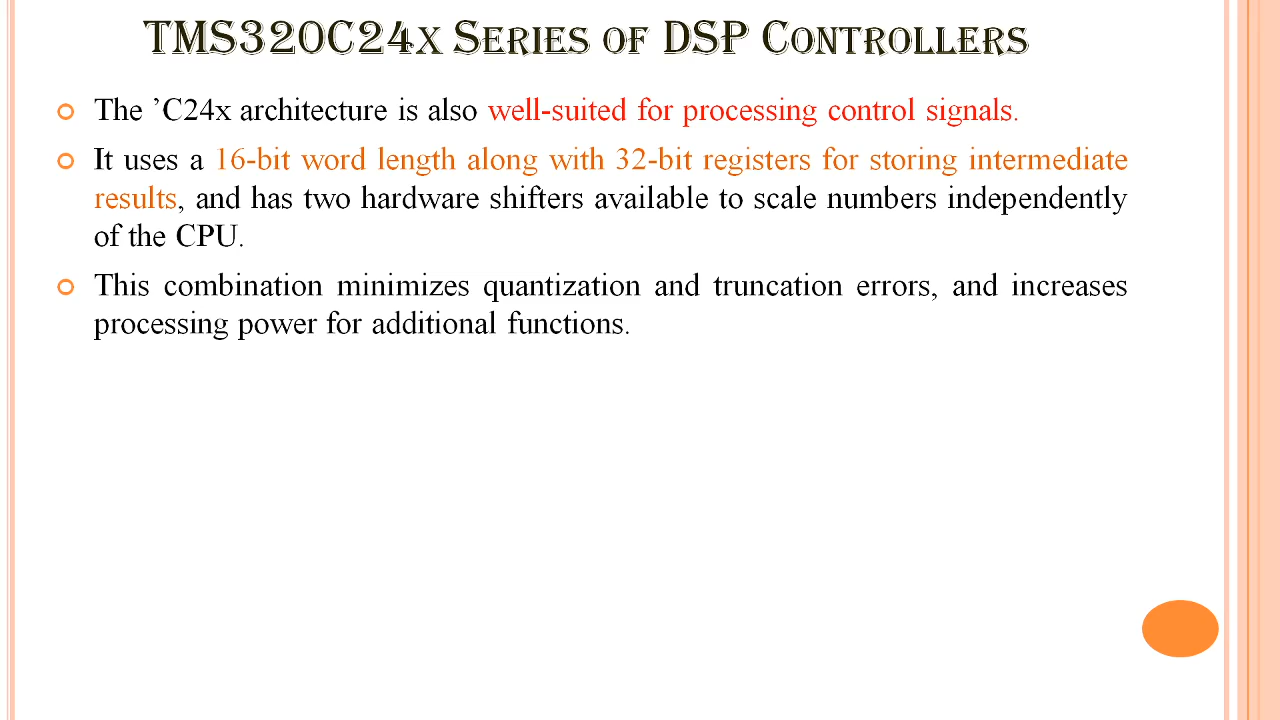 TMS320C24x Series of DSP Controllers
The ’C24x architecture is also well-suited for processing control signals.
It uses a 16-bit word length along with 32-bit registers for storing intermediate
results, and has two hardware shifters available to scale numbers independently
of the CPU.
This combination minimizes quantization and truncation errors, and increases
processing power for additional functions.